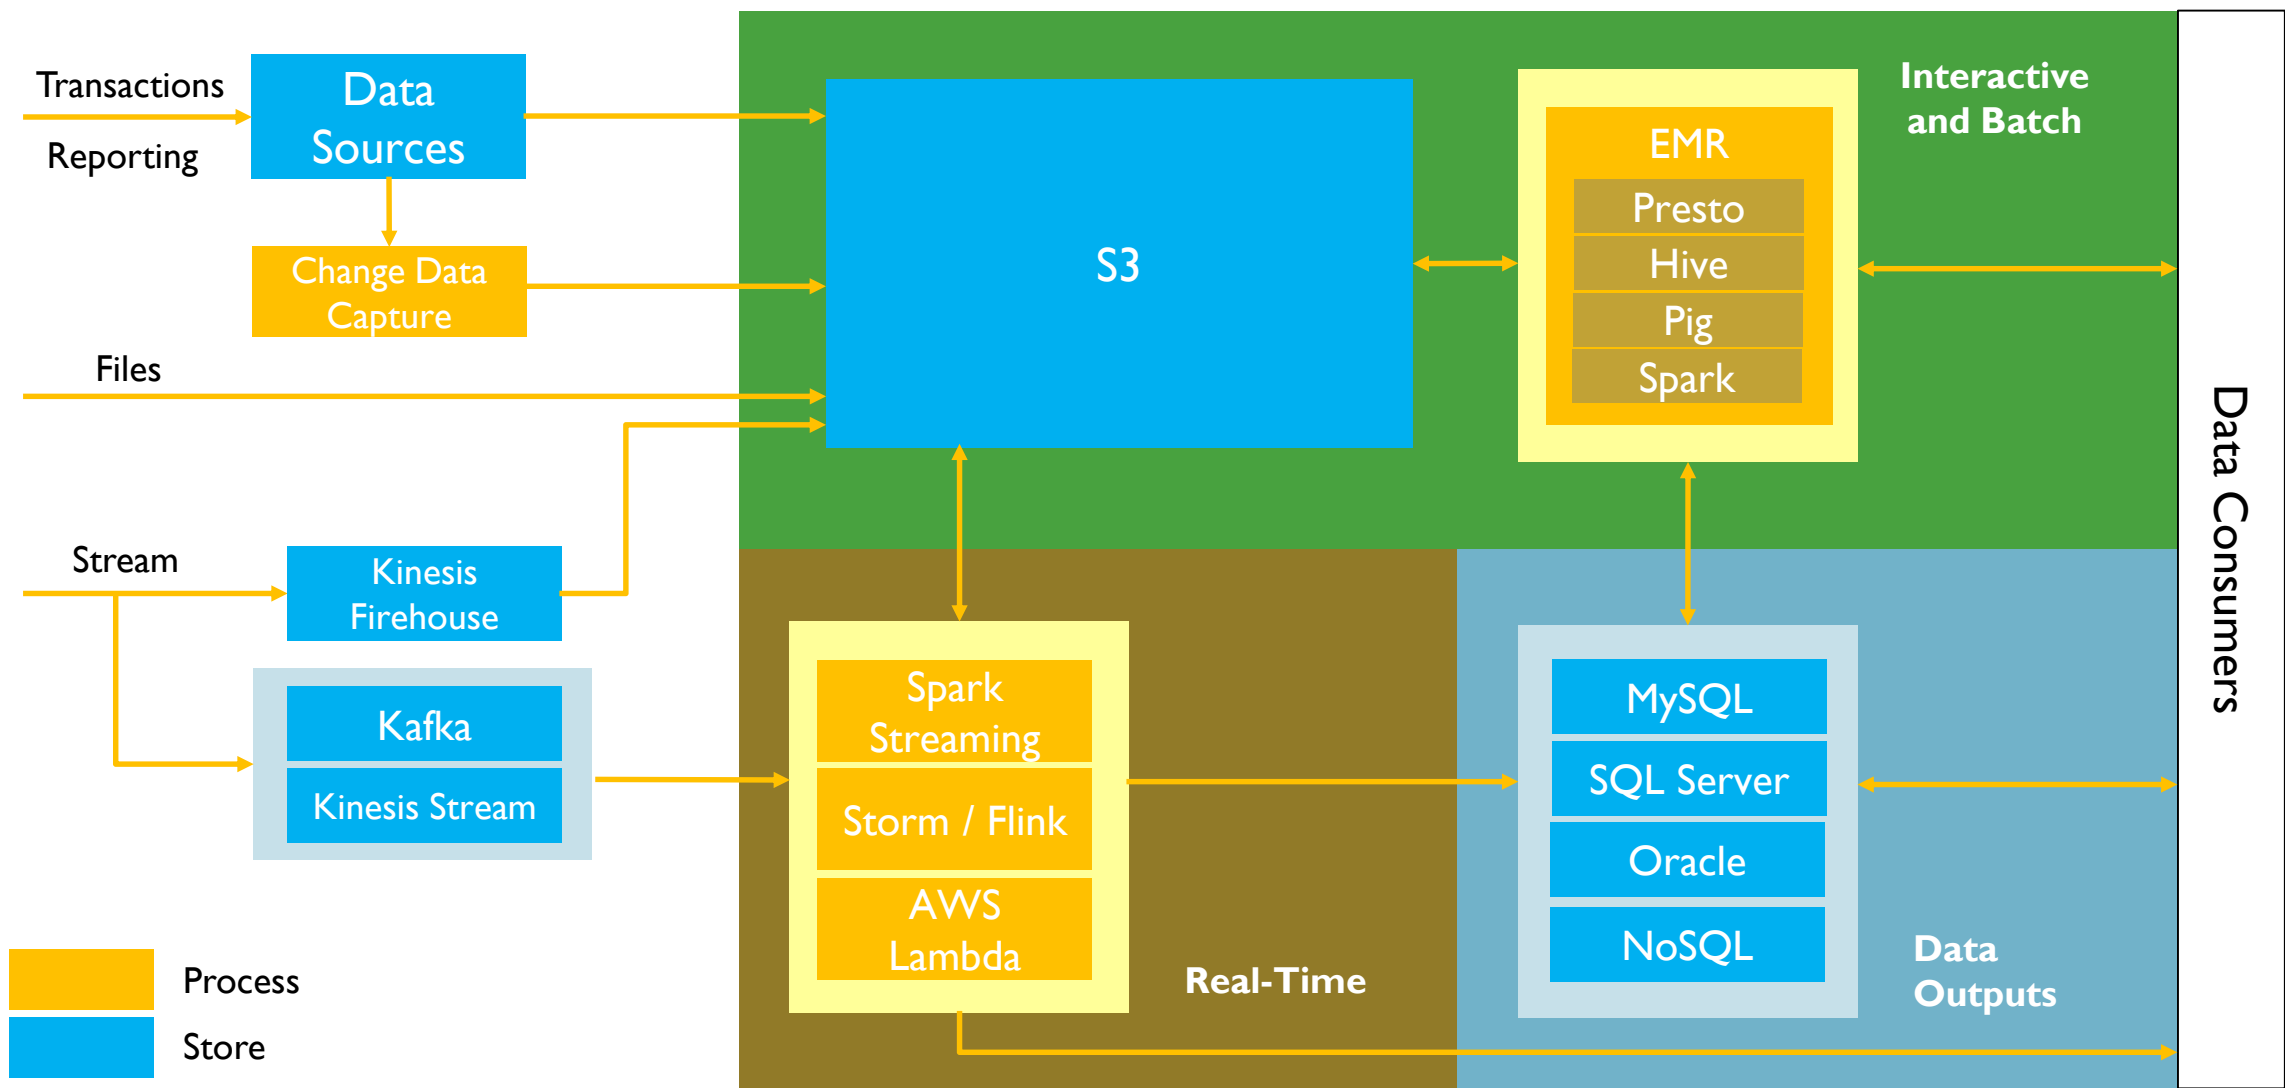 Transactions
Reporting
Data
Sources
Change Data
Capture
Files
Stream
Kinesis
Firehouse
Kafka
Kinesis Stream
Process
Store
S3
EMR
Presto
Hive
Pig
Spark
Interactive
and Batch
Spark
Streaming
Storm / Flink
AWS
Lambda
Real-Time
MySQL
SQL Server
Oracle
NoSQL
Data
Outputs
Data Consumers